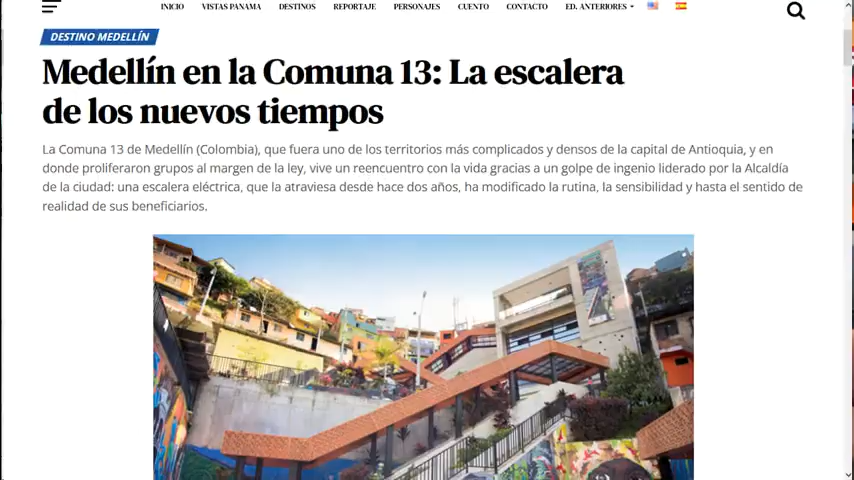 INICIO VISTAS PANAMA DESTINOS REPORTAJE PERSONAJES CUENTO CONTACTO ED. ANTERIORES
DESTINO MEDELLÍN
Medellín en la Comuna 13: La escalera
de los nuevos tiempos
La Comuna 13 de Medellín (Colombia), que fuera uno de los territorios más complicados y densos de la capital de Antioquia, y en
donde proliferaron grupos al margen de la ley, vive un reencuentro con la vida gracias a un golpe de ingenio liderado por la Alcaldía
de la ciudad: una escalera eléctrica, que la atraviesa desde hace dos años, ha modificado la rutina, la sensibilidad y hasta el sentido de
realidad de sus beneficiarios.